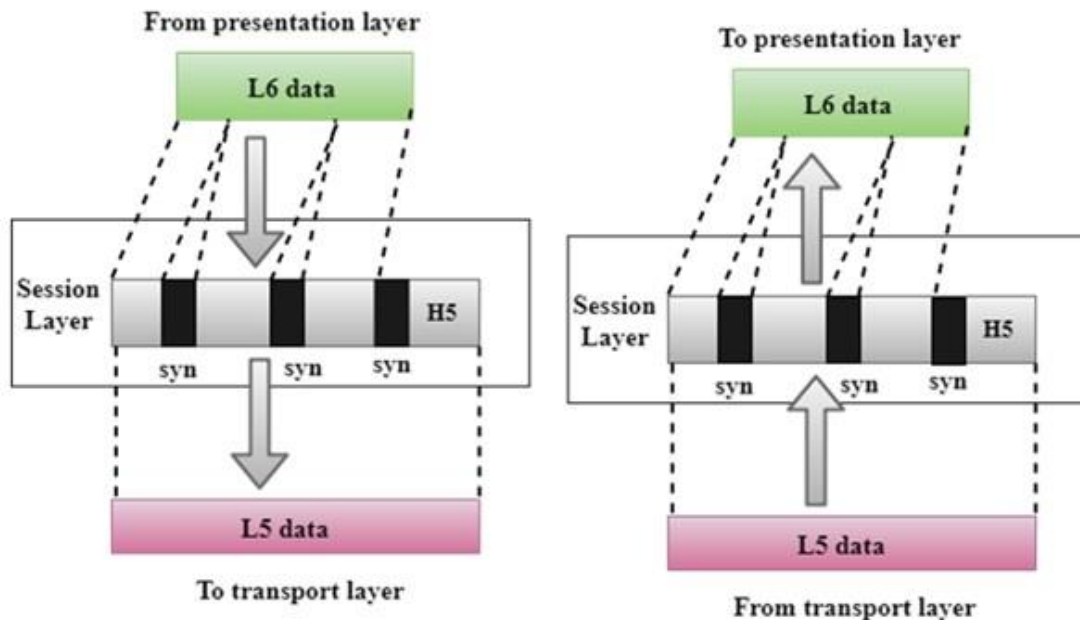 From presentation layer
L6 data
Session
Layer
H5
syn
syn
syn
L5 data
To transport layer
To presentation layer
L6 data
Session
Layer
H5
syn
syn
syn
L5 data
From transport layer